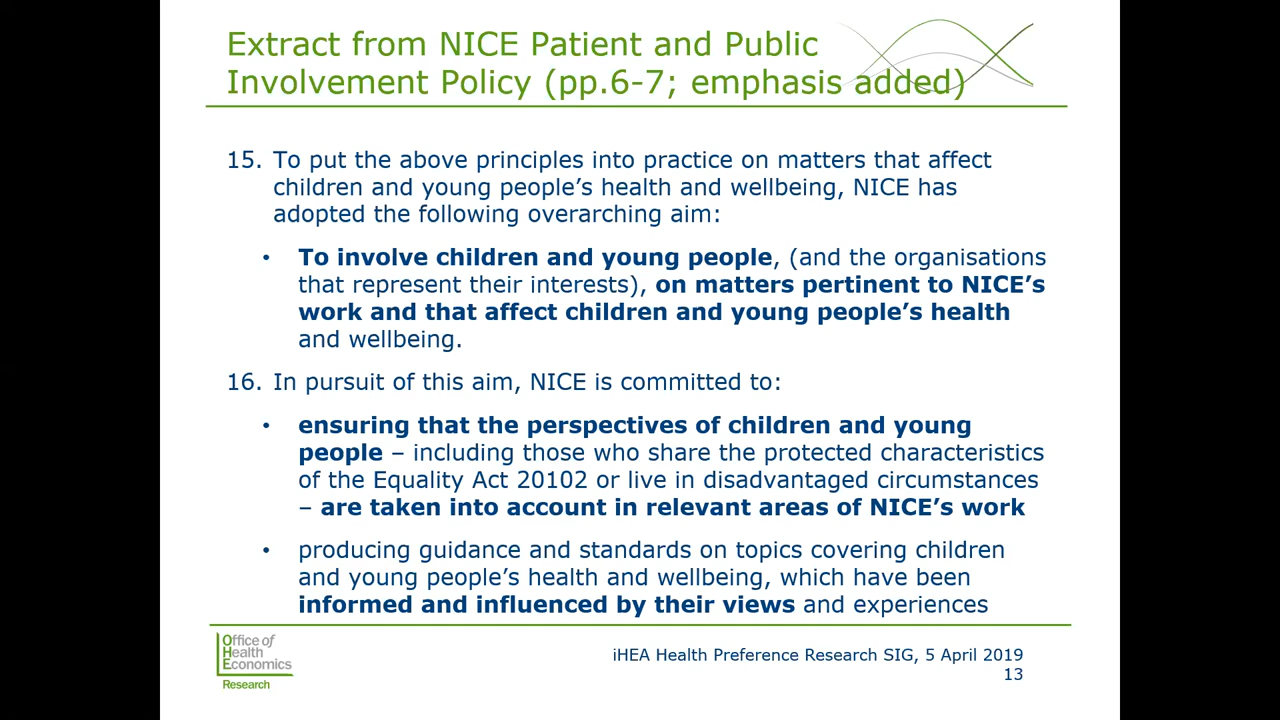 Extract from NICE Patient and Public
Involvement Policy (pp.6-7; emphasis added)
15. To put the above principles into practice on matters that affect
children and young people’s health and wellbeing, NICE has
adopted the following overarching aim:
• To involve children and young people, (and the organisations
that represent their interests), on matters pertinent to NICE’s
work and that affect children and young people’s health
and wellbeing.
16. In pursuit of this aim, NICE is committed to:
• ensuring that the perspectives of children and young
people – including those who share the protected characteristics
of the Equality Act 20102 or live in disadvantaged circumstances
– are taken into account in relevant areas of NICE’s work
• producing guidance and standards on topics covering children
and young people’s health and wellbeing, which have been
informed and influenced by their views and experiences
Office of
Health
Economics
Research
iHEA Health Preference Research SIG, 5 April 2019
13